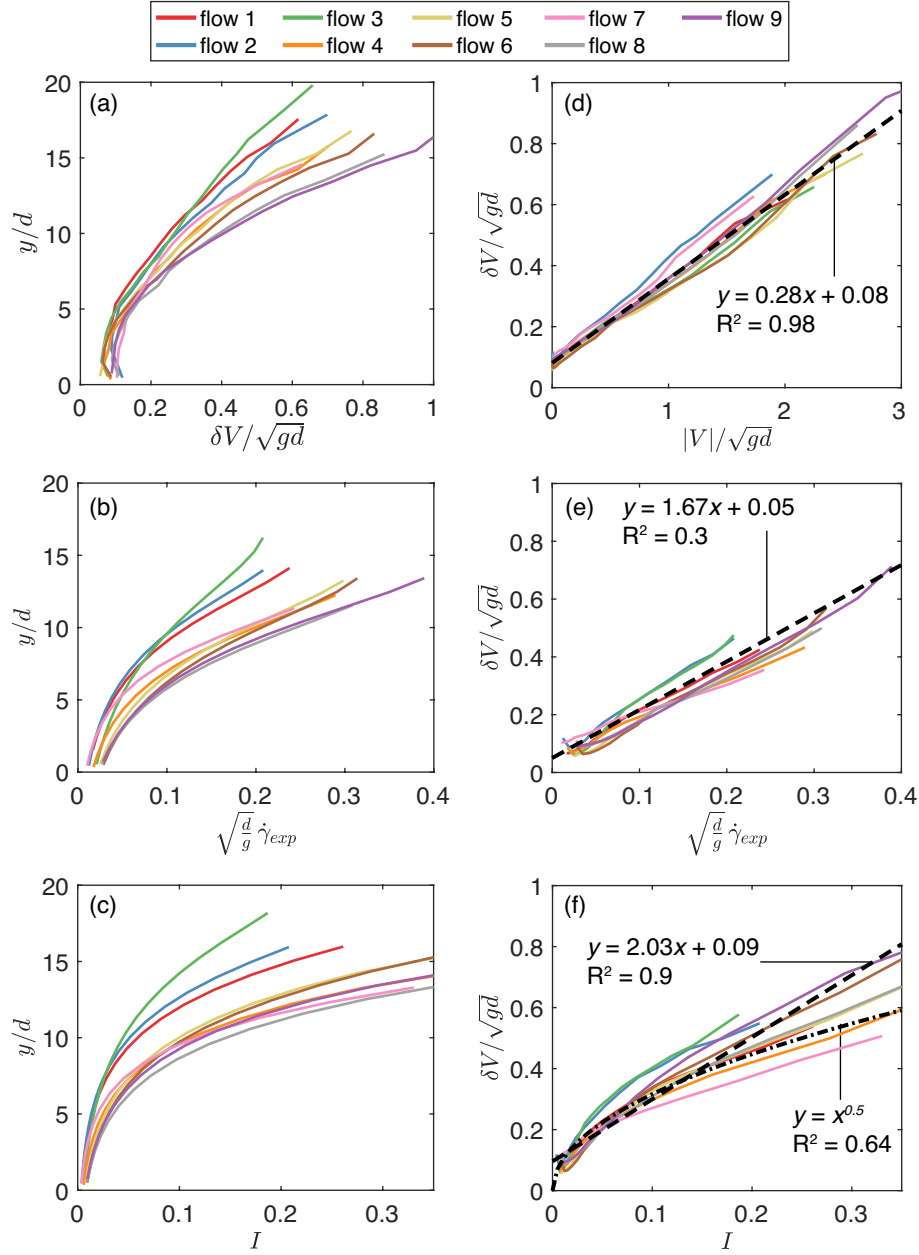 flow 1 flow 3 flow 5 flow 7 flow 9
flow 2 flow 4 flow 6 flow 8
(a)
20
15
10
5
0
y/d
0.2 0.4 0.6 0.8 1
δV/√gd
(d)
1
0.8
0.6
0.4
0.2
0
δV/√gd
y = 0.28x + 0.08
R² = 0.98
0 1 2 3
|V|/√gd
(b)
20
15
10
5
0
y/d
0 0.1 0.2 0.3 0.4
√d/g γ̇exp
(e)
y = 1.67x + 0.05
R² = 0.3
1
0.8
0.6
0.4
0.2
0
δV/√gd
0 0.1 0.2 0.3 0.4
√d/g γ̇exp
(c)
20
15
10
5
0
y/d
0 0.1 0.2 0.3
I
(f)
1
0.8
0.6
0.4
0.2
0
δV/√gd
y = 2.03x + 0.09
R² = 0.9
y = x⁰·⁵
R² = 0.64
0 0.1 0.2 0.3
I